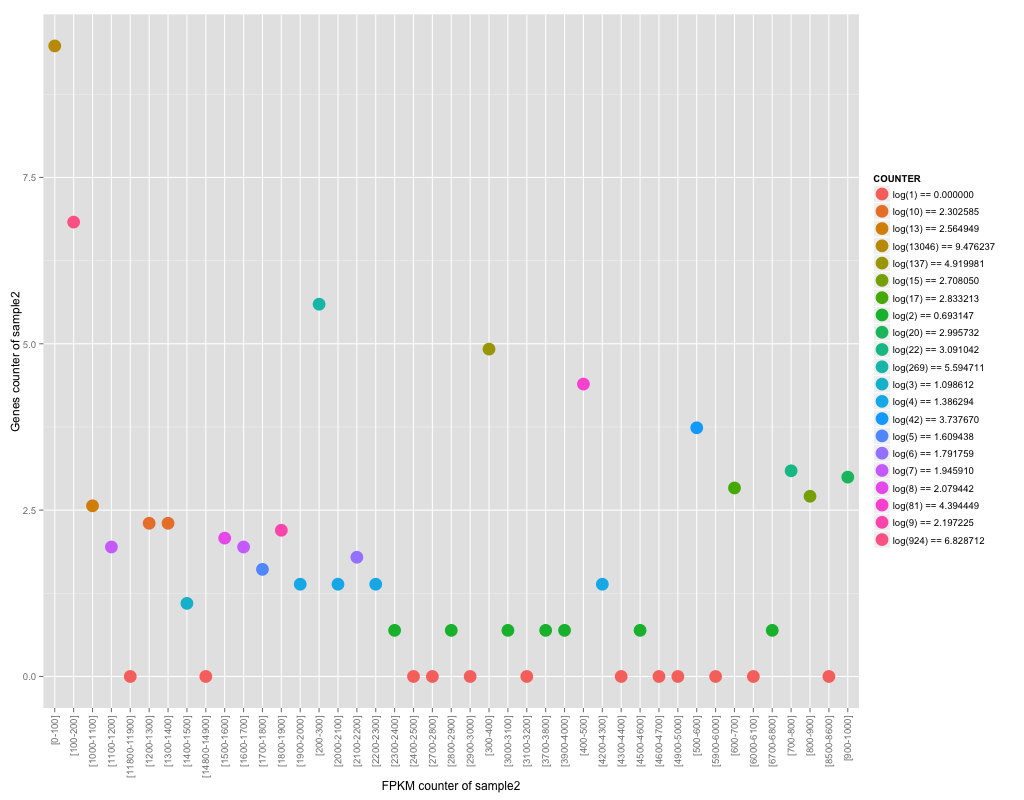 7.5
5.0
2.5
0.0
Genes counter of sample2
[0-100]
[100-200]
[1000-1100]
[1100-1200]
[11800-11900]
[1200-1300]
[1300-1400]
[1400-1500]
[14800-14900]
[1500-1600]
[1600-1700]
[1700-1800]
[1800-1900]
[1900-2000]
[200-300]
[2000-2100]
[2100-2200]
[2200-2300]
[2300-2400]
[2400-2500]
[2700-2800]
[2800-2900]
[2900-3000]
[300-400]
[3000-3100]
[3100-3200]
[3700-3800]
[3900-4000]
[400-500]
[4200-4300]
[4300-4400]
[4500-4600]
[4600-4700]
[4900-5000]
[500-600]
[5900-6000]
[600-700]
[6000-6100]
[6700-6800]
[700-800]
[800-900]
[8500-8600]
[900-1000]
FPKM counter of sample2
COUNTER
log(1) == 0.000000
log(10) == 2.302585
log(13) == 2.564949
log(13046) == 9.476237
log(137) == 4.919981
log(15) == 2.708050
log(17) == 2.833213
log(2) == 0.693147
log(20) == 2.995732
log(22) == 3.091042
log(269) == 5.594711
log(3) == 1.098612
log(4) == 1.386294
log(42) == 3.737670
log(5) == 1.609438
log(6) == 1.791759
log(7) == 1.945910
log(8) == 2.079442
log(81) == 4.394449
log(9) == 2.197225
log(924) == 6.828712